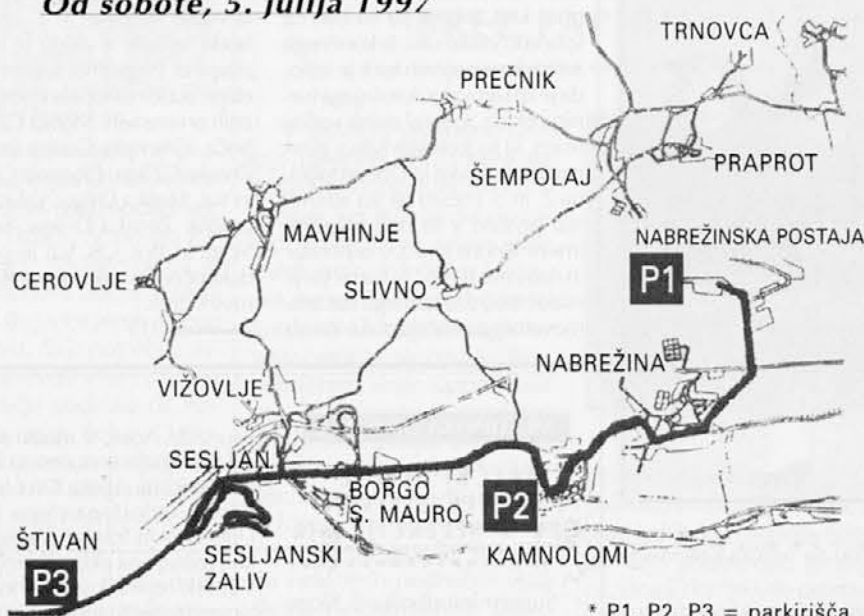 Od sobote, 5. julija 1997
TRNOVCA
PREČNIK
ŠEMPOLAJ
PRAPROT
MAVHINJE
NABREŽINSKA POSTAJA
CEROVLJE
SLIVNO
P1
NABREŽINA
VIŽOVLJE
SESLJAN
BORGO
S. MAURO
P2
ŠTIVAN
SESLJANSKI
ZALIV
KAMNOLOMI
P3
* P1, P2, P3 = parkirišča